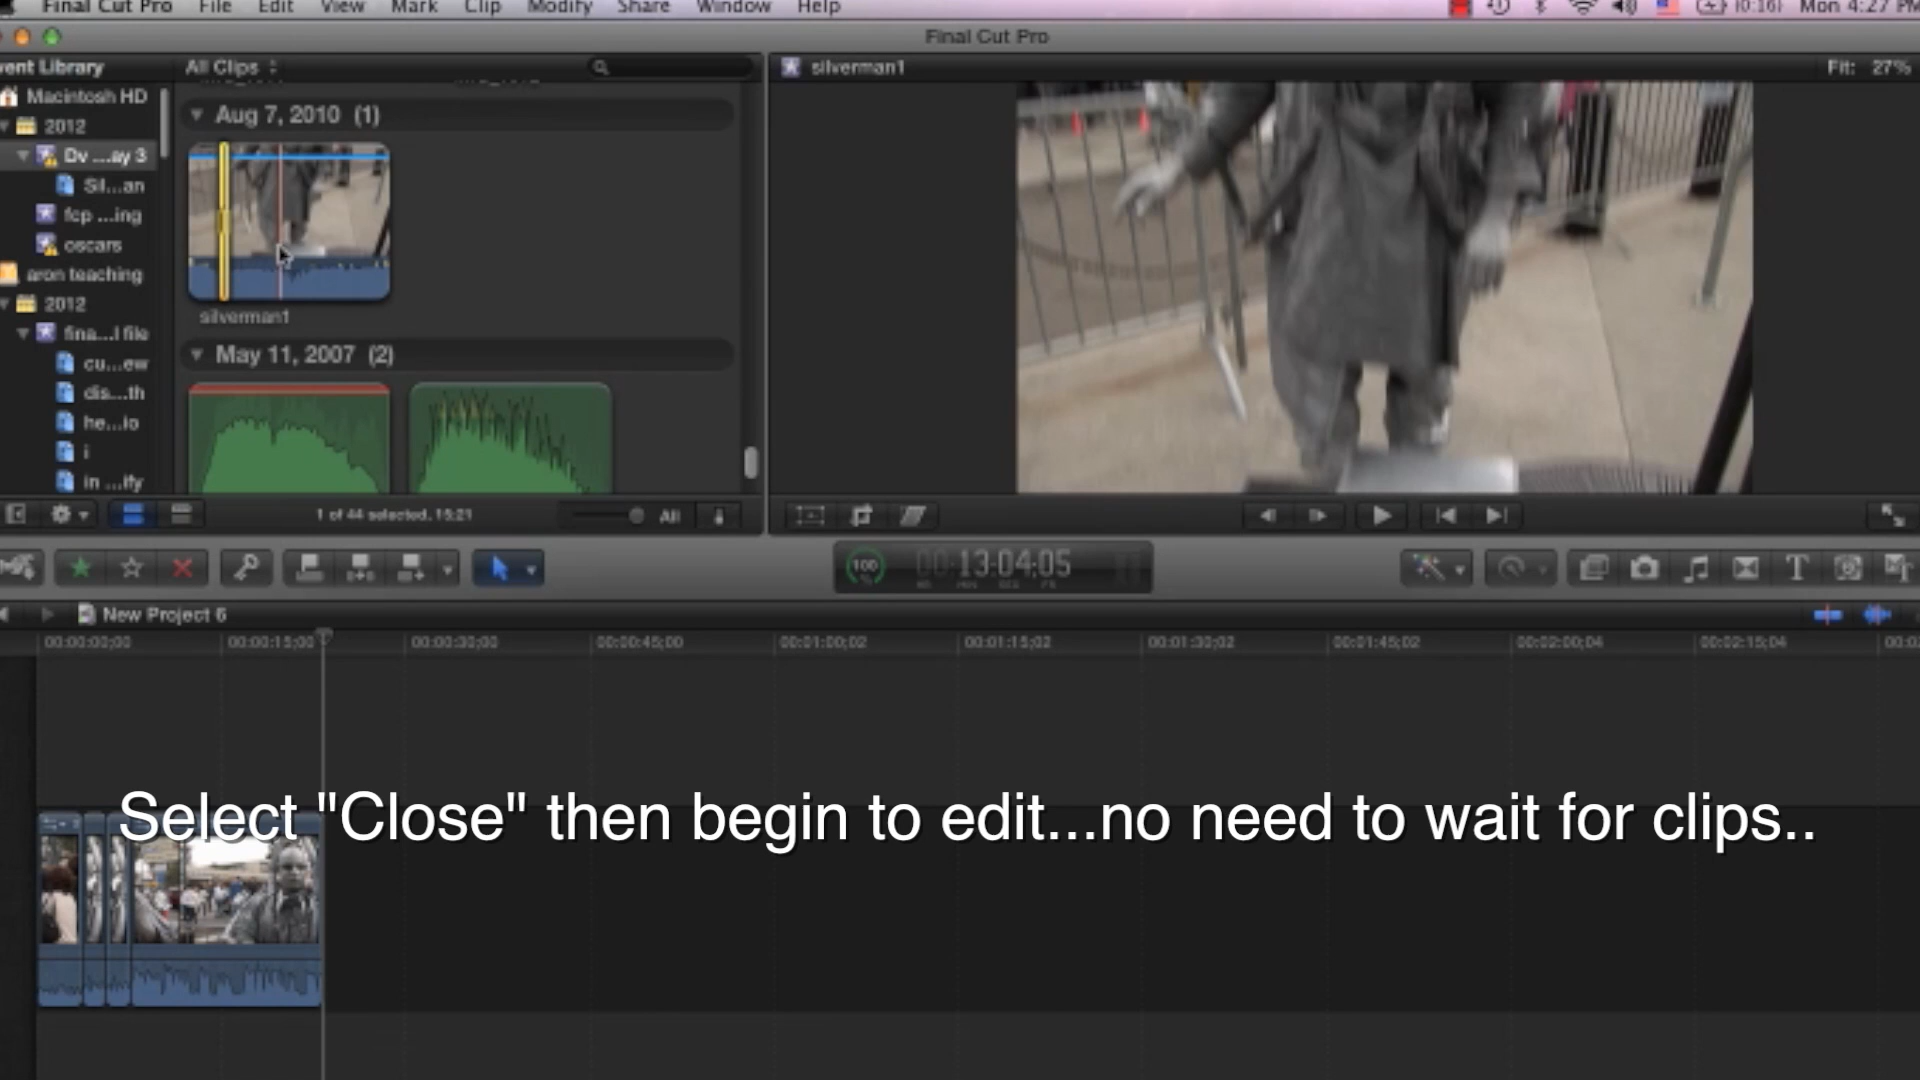 Final Cut Pro File Edit View Mark Clip Modify Share Window Help (0:16) Mon 4:27 PM
Final Cut Pro
vent Library All Clips silverman1 Fit: 27%
Macintosh HD
Aug 7, 2010 (1)
2012
Dv ...ay 3
Sil...an
fcp ...ing
oscars
aron teaching
2012
silverman1
fina...l file
May 11, 2007 (2)
cu...ew
dis...th
he...io
i
in ...ify
1 of 44 selected, 15:21 All
100 00:13:04:05
T
New Project 6
00:00:00;00 00:00:15;00 00:00:30;00 00:00:45;00 00:01:00;02 00:01:15;02 00:01:30;02 00:01:45;02 00:02:00;04 00:02:15;04
Select "Close" then begin to edit...no need to wait for clips..